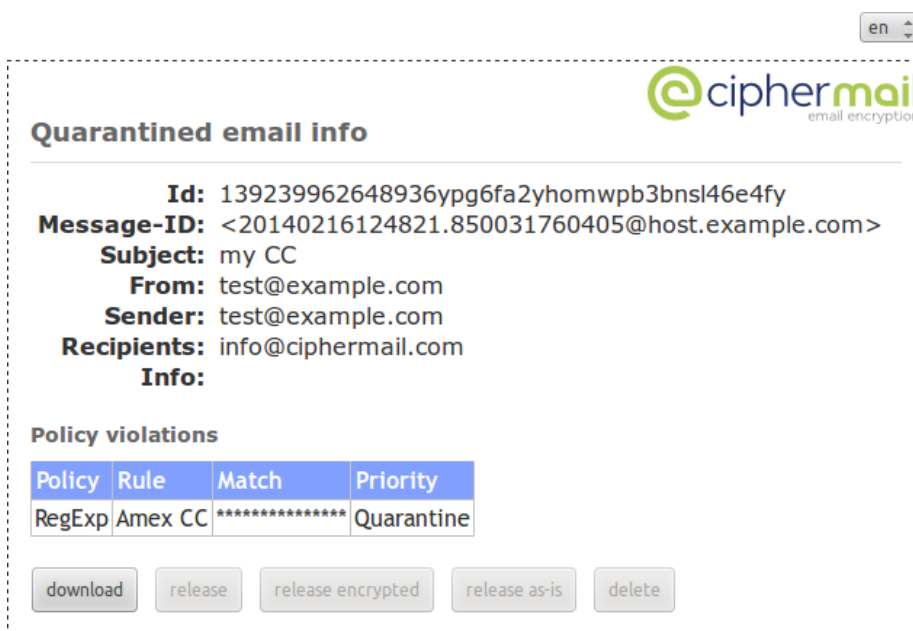 en
ciphermail
email encryption
Quarantined email info
Id: 139239962648936ypg6fa2yhomwpb3bnsl46e4fy
Message-ID: <20140216124821.850031760405@host.example.com>
Subject: my CC
From: test@example.com
Sender: test@example.com
Recipients: info@ciphermail.com
Info:
Policy violations
Policy Rule Match Priority
RegExp Amex CC *************** Quarantine
download release release encrypted release as-is delete